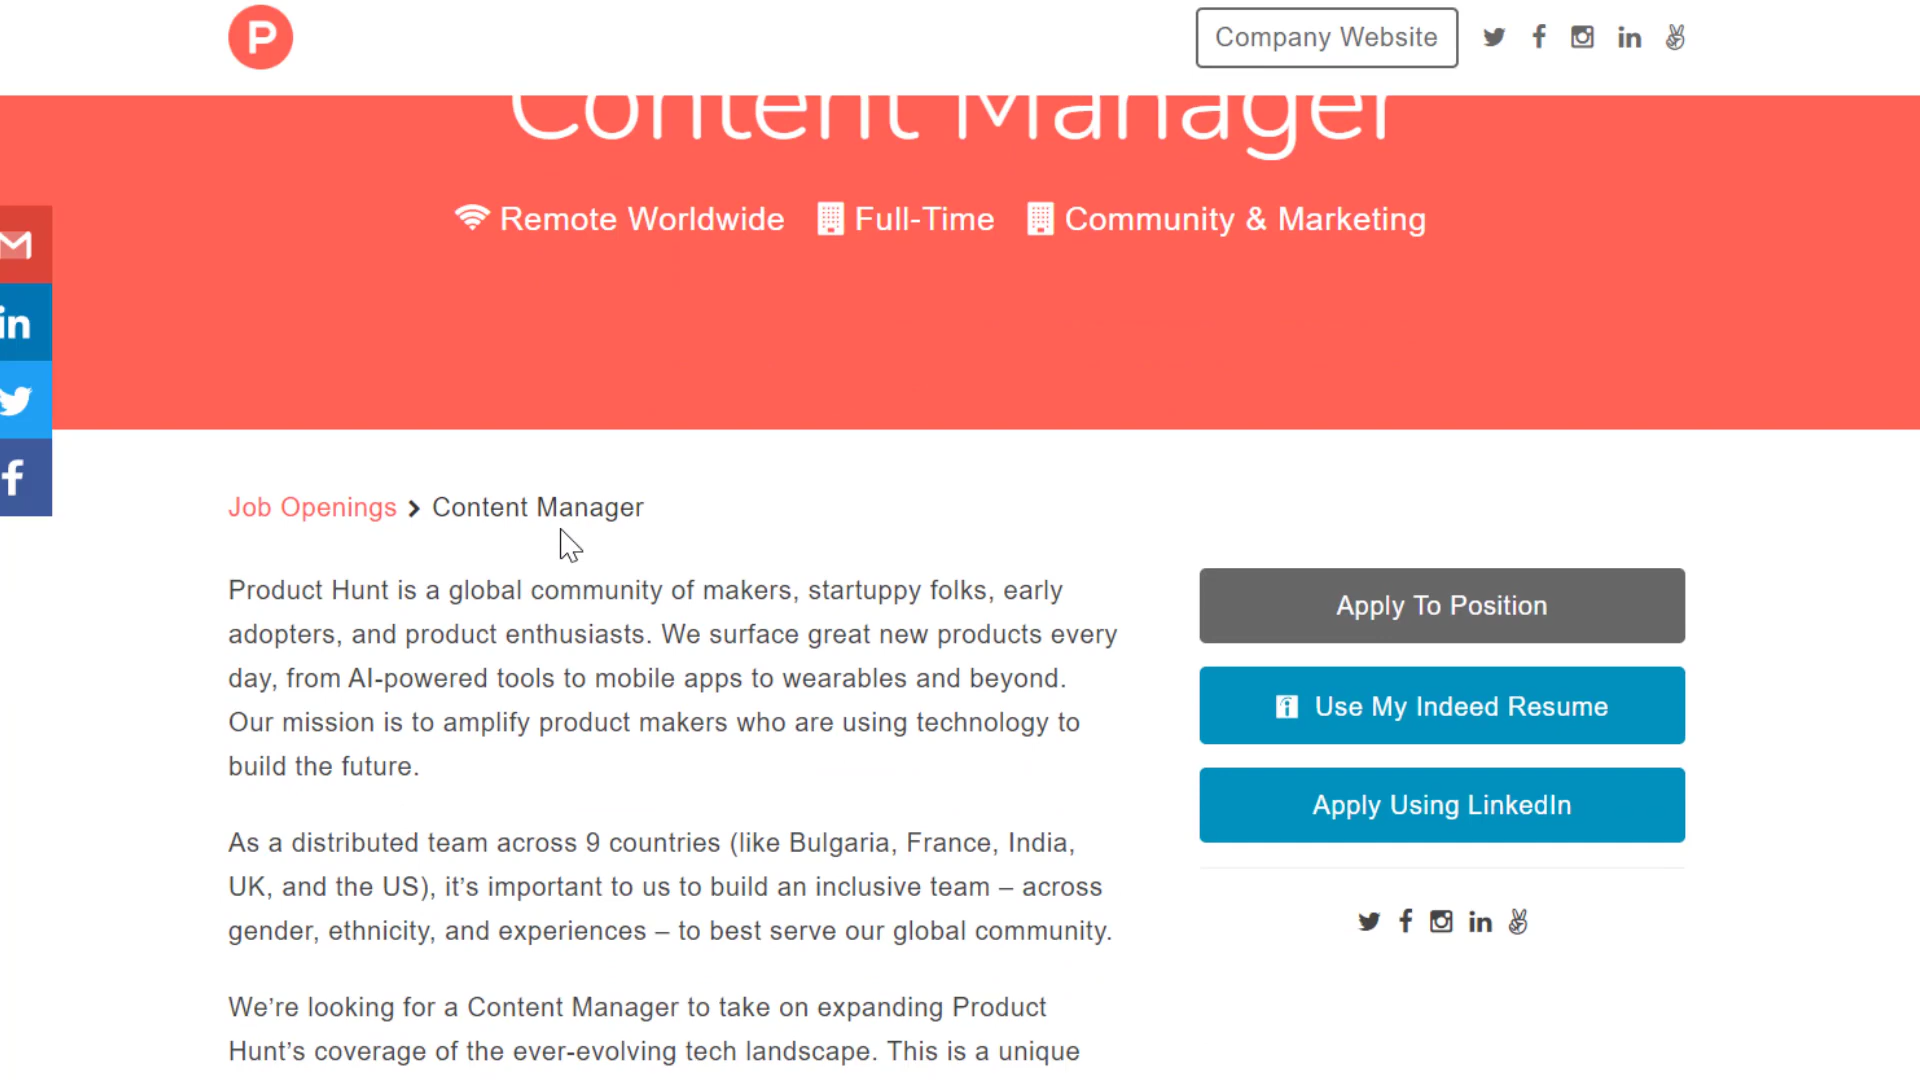 P
Company Website
Content Manager
Remote Worldwide Full-Time Community & Marketing
Job Openings Content Manager
Product Hunt is a global community of makers, startuppy folks, early
adopters, and product enthusiasts. We surface great new products every
day, from AI-powered tools to mobile apps to wearables and beyond.
Our mission is to amplify product makers who are using technology to
build the future.
As a distributed team across 9 countries (like Bulgaria, France, India,
UK, and the US), it’s important to us to build an inclusive team – across
gender, ethnicity, and experiences – to best serve our global community.
We’re looking for a Content Manager to take on expanding Product
Hunt’s coverage of the ever-evolving tech landscape. This is a unique
Apply To Position
Use My Indeed Resume
Apply Using LinkedIn